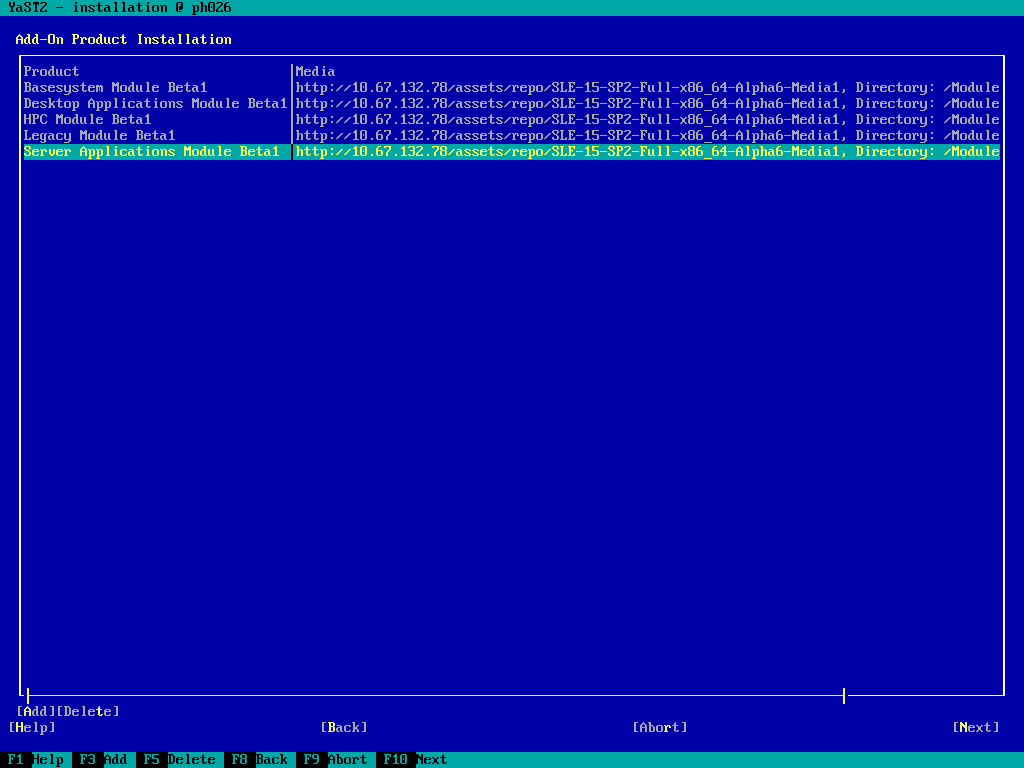 YaST2 - installation @ ph026
Add-On Product Installation
Product Media
Basesystem Module Beta1 http://10.67.132.78/assets/repo/SLE-15-SP2-Full-x86_64-Alpha6-Media1, Directory: /Module
Desktop Applications Module Beta1 http://10.67.132.78/assets/repo/SLE-15-SP2-Full-x86_64-Alpha6-Media1, Directory: /Module
HPC Module Beta1 http://10.67.132.78/assets/repo/SLE-15-SP2-Full-x86_64-Alpha6-Media1, Directory: /Module
Legacy Module Beta1 http://10.67.132.78/assets/repo/SLE-15-SP2-Full-x86_64-Alpha6-Media1, Directory: /Module
Server Applications Module Beta1 http://10.67.132.78/assets/repo/SLE-15-SP2-Full-x86_64-Alpha6-Media1, Directory: /Module
[Add][Delete]
[Help] [Back] [Abort] [Next]
F1 Help F3 Add F5 Delete F8 Back F9 Abort F10 Next